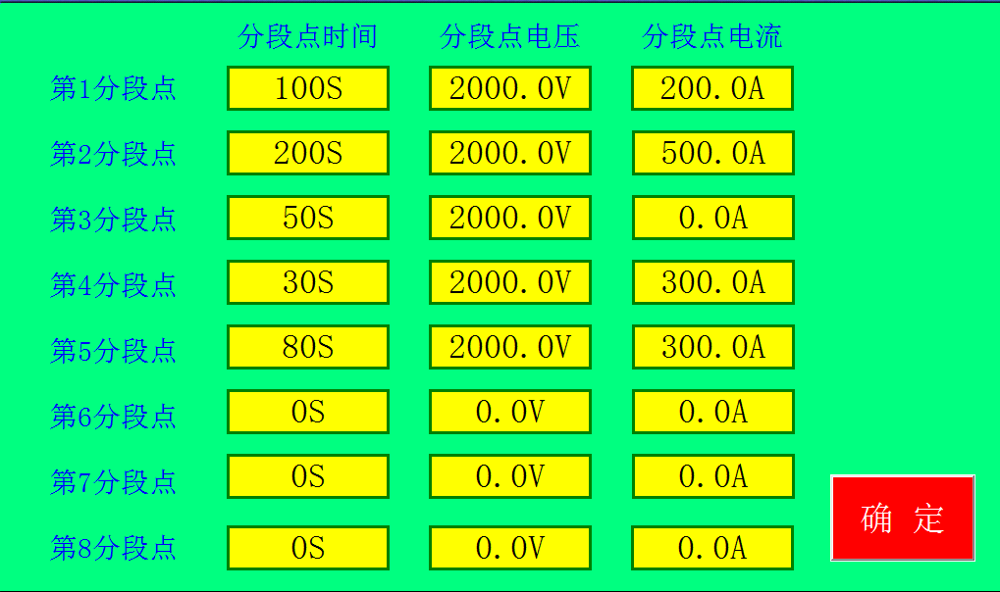 分段点时间 分段点电压 分段点电流
第1分段点 100S 2000.0V 200.0A
第2分段点 200S 2000.0V 500.0A
第3分段点 50S 2000.0V 0.0A
第4分段点 30S 2000.0V 300.0A
第5分段点 80S 2000.0V 300.0A
第6分段点 0S 0.0V 0.0A
第7分段点 0S 0.0V 0.0A
第8分段点 0S 0.0V 0.0A
确 定